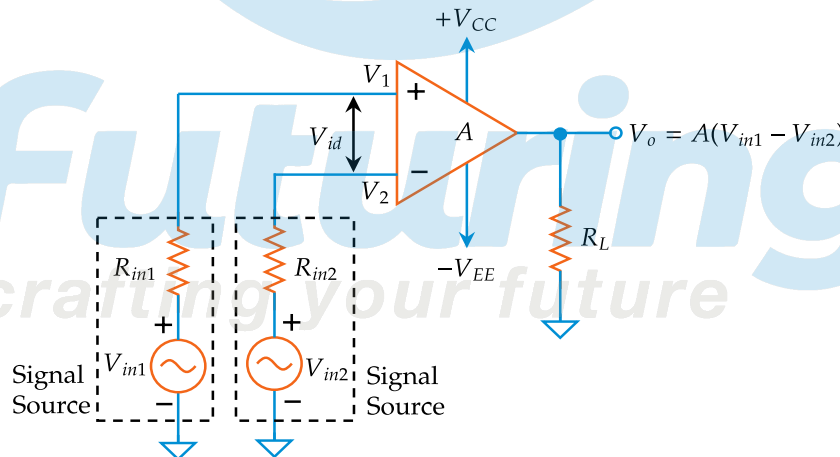 +V_CC
V_1
+
A
V_id
−
V_2
V_o = A(V_in1 − V_in2)
−V_EE
R_L
R_in1
R_in2
+
+
V_in1
V_in2
−
−
Signal
Source
Signal
Source
futuring
crafting your future